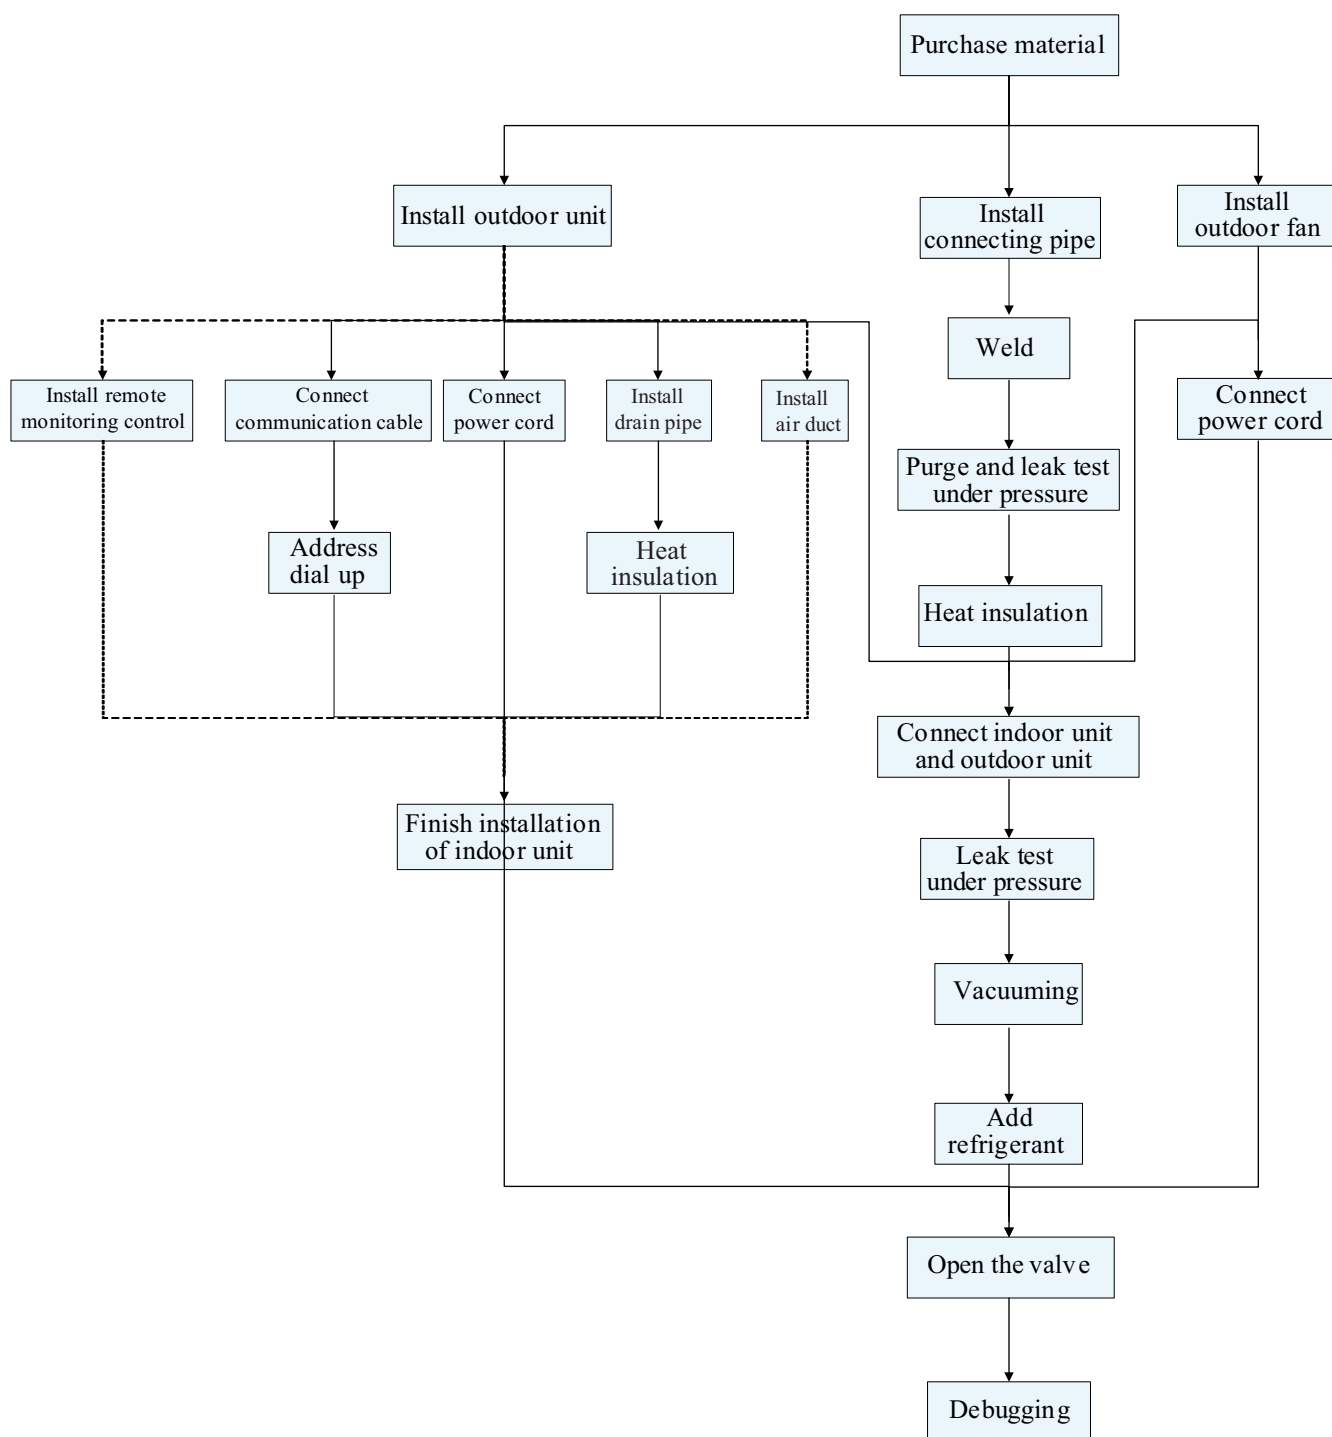 Purchase material
Install outdoor unit
Install
connecting pipe
Install
outdoor fan
Weld
Install remote
monitoring control
Connect
communication cable
Connect
power cord
Install
drain pipe
Install
air duct
Connect
power cord
Purge and leak test
under pressure
Address
dial up
Heat
insulation
Heat insulation
Connect indoor unit
and outdoor unit
Finish installation
of indoor unit
Leak test
under pressure
Vacuuming
Add
refrigerant
Open the valve
Debugging